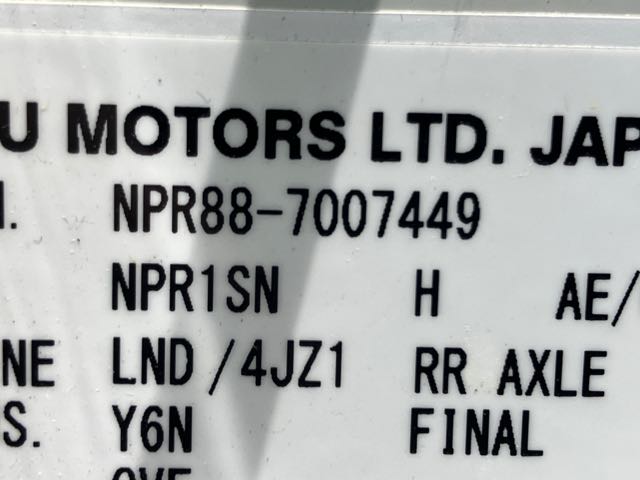 U MOTORS LTD. JAP
. NPR88-7007449
NPR1SN H AE/
NE LND/4JZ1 RR AXLE
S. Y6N FINAL